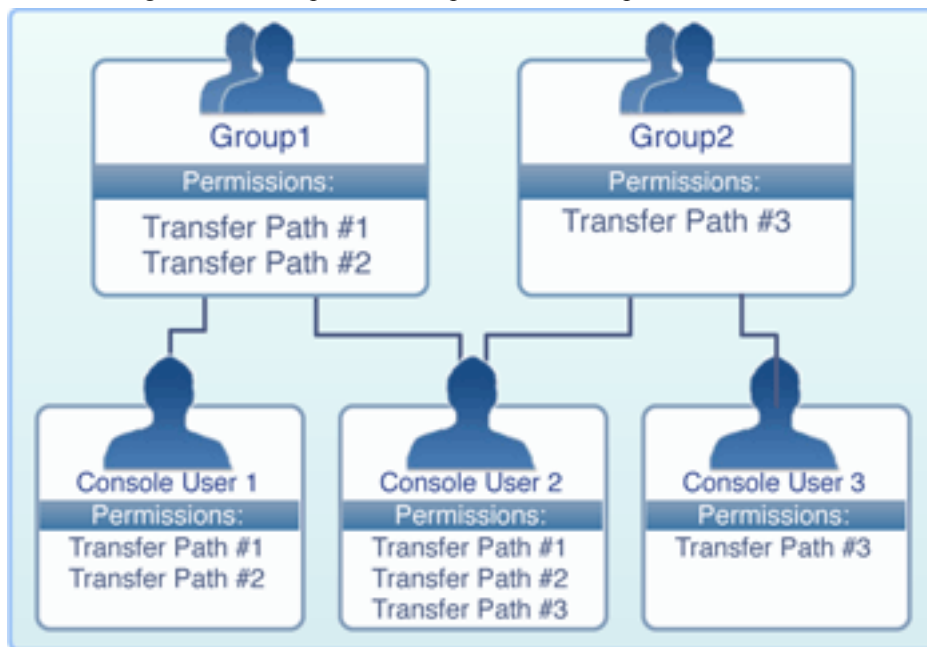 Group1
Permissions:
Transfer Path #1
Transfer Path #2
Group2
Permissions:
Transfer Path #3
Console User 1
Permissions:
Transfer Path #1
Transfer Path #2
Console User 2
Permissions:
Transfer Path #1
Transfer Path #2
Transfer Path #3
Console User 3
Permissions:
Transfer Path #3